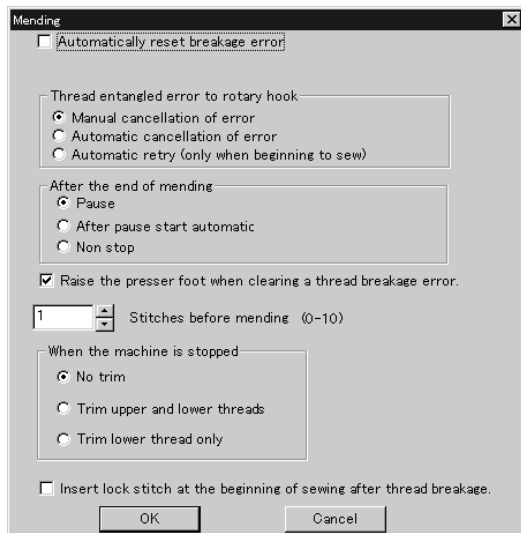 Mending
Automatically reset breakage error
Thread entangled error to rotary hook
Manual cancellation of error
Automatic cancellation of error
Automatic retry (only when beginning to sew)
After the end of mending
Pause
After pause start automatic
Non stop
Raise the presser foot when clearing a thread breakage error.
1 Stitches before mending (0-10)
When the machine is stopped
No trim
Trim upper and lower threads
Trim lower thread only
Insert lock stitch at the beginning of sewing after thread breakage.
OK Cancel